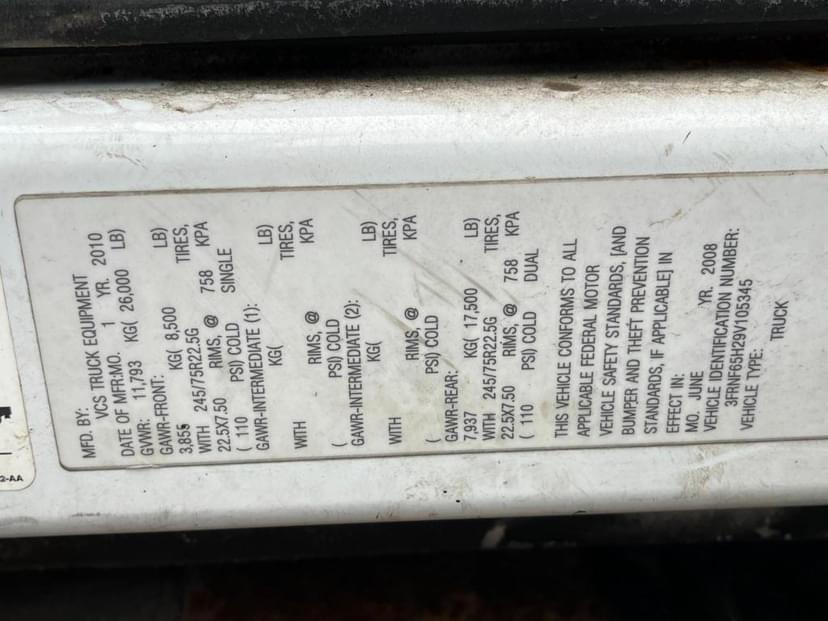 MFD. BY:
VCS TRUCK EQUIPMENT
DATE OF MFR:MO. 1 YR. 2010
GVWR: 11,793 KG( 26,000 LB)
GAWR-FRONT:
3,855 KG( 8,500 LB)
WITH 245/75R22.5G TIRES,
22.5X7.50 RIMS, @ 758 KPA
( 110 PSI) COLD SINGLE
GAWR-INTERMEDIATE (1):
KG( LB)
WITH TIRES,
RIMS, @ KPA
( PSI) COLD
GAWR-INTERMEDIATE (2):
KG( LB)
WITH TIRES,
RIMS, @ KPA
( PSI) COLD
GAWR-REAR:
7,937 KG( 17,500 LB)
WITH 245/75R22.5G TIRES,
22.5X7.50 RIMS, @ 758 KPA
( 110 PSI) COLD DUAL
THIS VEHICLE CONFORMS TO ALL
APPLICABLE FEDERAL MOTOR
VEHICLE SAFETY STANDARDS, [AND
BUMPER AND THEFT PREVENTION
STANDARDS, IF APPLICABLE] IN
EFFECT IN:
MO. JUNE YR. 2008
VEHICLE IDENTIFICATION NUMBER:
3FRNF65H29V105345
VEHICLE TYPE: TRUCK
2-AA